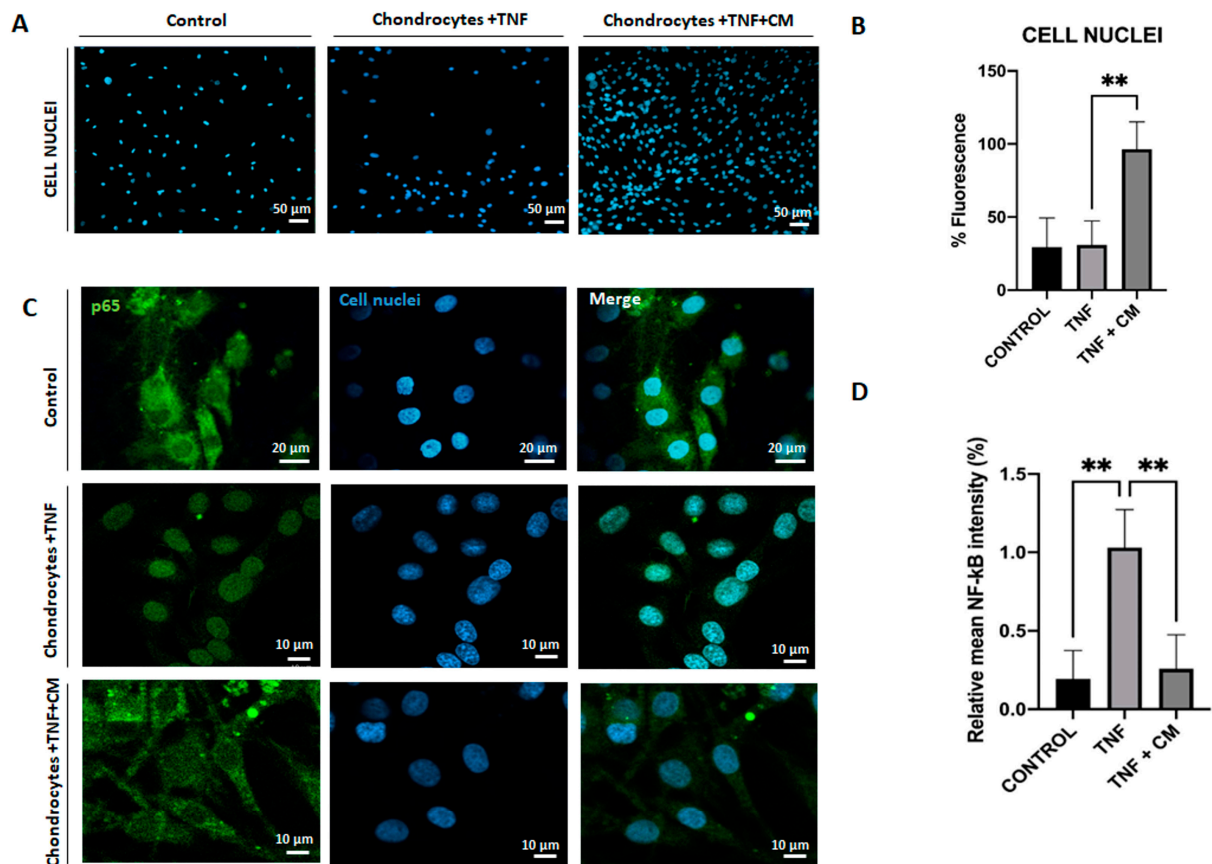 A
Control
Chondrocytes +TNF
Chondrocytes +TNF+CM
CELL NUCLEI
50 µm
50 µm
50 µm
B
CELL NUCLEI
% Fluorescence
150
100
50
0
**
CONTROL
TNF
TNF + CM
C
p65
Cell nuclei
Merge
Control
20 µm
20 µm
20 µm
Chondrocytes +TNF
10 µm
10 µm
10 µm
Chondrocytes +TNF+CM
10 µm
10 µm
10 µm
D
Relative mean NF-kB intensity (%)
1.5
1.0
0.5
0.0
**
**
CONTROL
TNF
TNF + CM